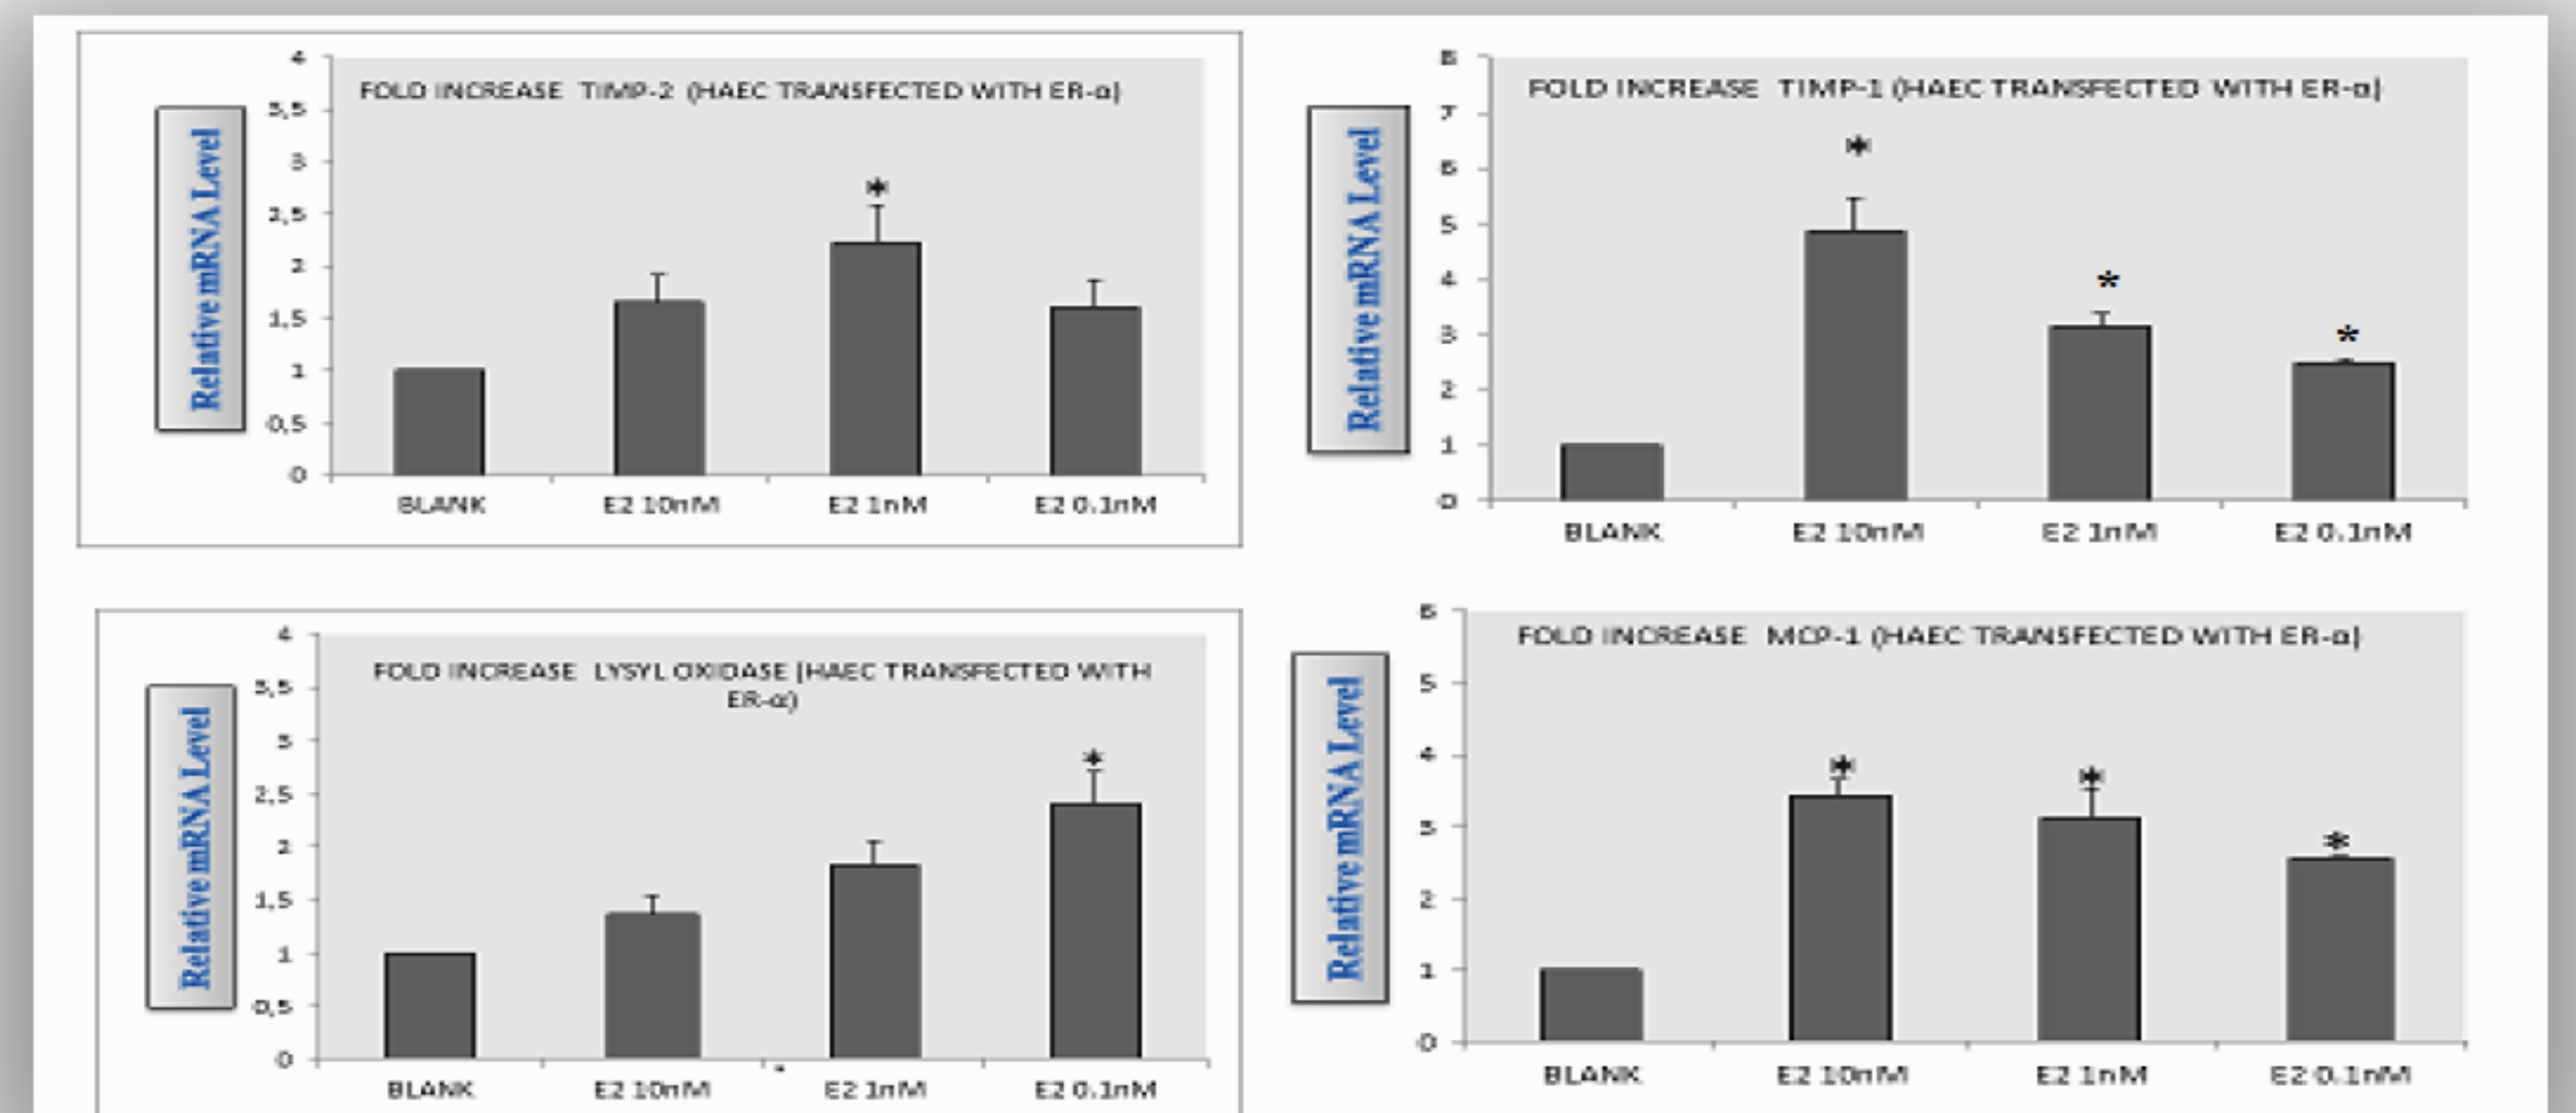 FOLD INCREASE TIMP-2 (HAEC TRANSFECTED WITH ER-α)
Relative mRNA Level
4
3,5
3
2,5
2
1,5
1
0,5
0
*
BLANK E2 10nM E2 1nM E2 0.1nM
FOLD INCREASE TIMP-1 (HAEC TRANSFECTED WITH ER-α)
Relative mRNA Level
8
7
6
5
4
3
2
1
0
* * *
BLANK E2 10nM E2 1nM E2 0.1nM
FOLD INCREASE LYSYL OXIDASE (HAEC TRANSFECTED WITH
ER-α)
Relative mRNA Level
4
3,5
3
2,5
2
1,5
1
0,5
0
*
BLANK E2 10nM E2 1nM E2 0.1nM
FOLD INCREASE MCP-1 (HAEC TRANSFECTED WITH ER-α)
Relative mRNA Level
6
5
4
3
2
1
0
* * *
BLANK E2 10nM E2 1nM E2 0.1nM